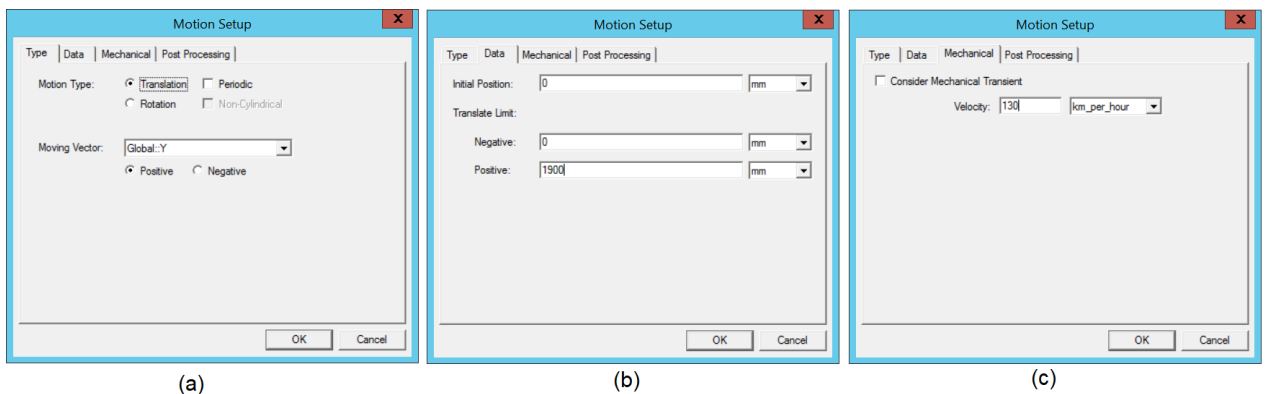 Motion Setup
X
Type Data Mechanical Post Processing
Motion Type: Translation Periodic
Rotation Non-Cylindrical
Moving Vector: Global::Y
Positive Negative
OK Cancel
(a)
Motion Setup
X
Type Data Mechanical Post Processing
Initial Position: 0 mm
Translate Limit:
Negative: 0 mm
Positive: 1900 mm
OK Cancel
(b)
Motion Setup
X
Type Data Mechanical Post Processing
Consider Mechanical Transient
Velocity: 130 km_per_hour
OK Cancel
(c)